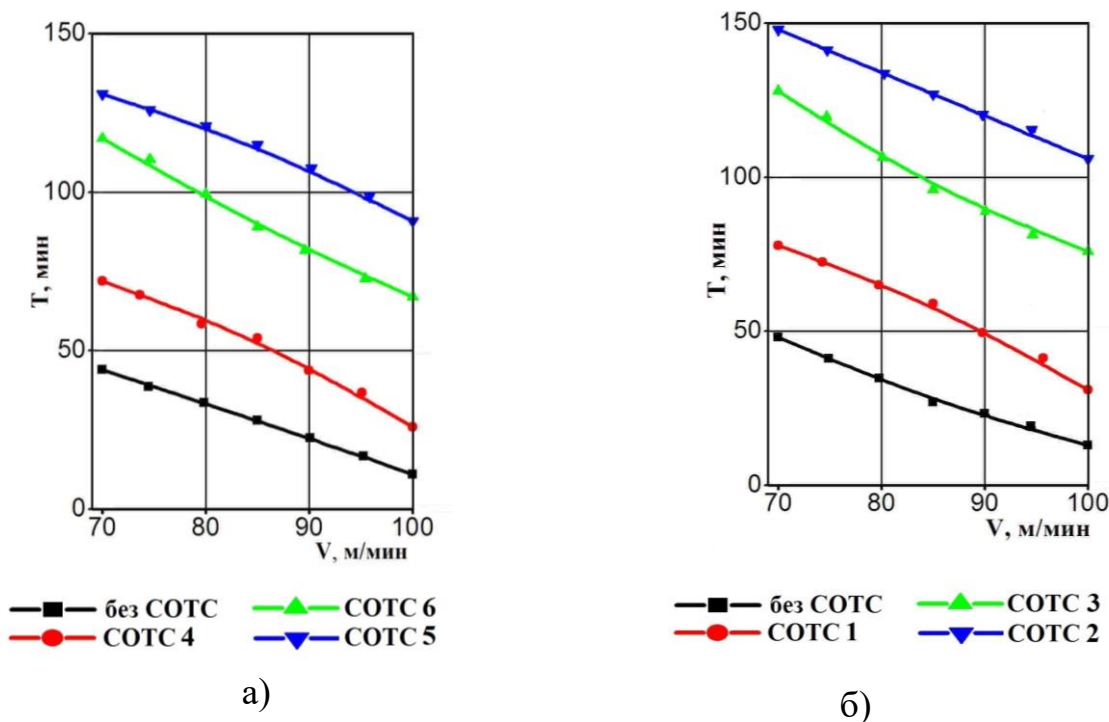 150
100
50
0
T, мин
70 80 90 100
V, м/мин
без СОТС СОТС 6
СОТС 4 СОТС 5
а)
150
100
50
0
T, мин
70 80 90 100
V, м/мин
без СОТС СОТС 3
СОТС 1 СОТС 2
б)